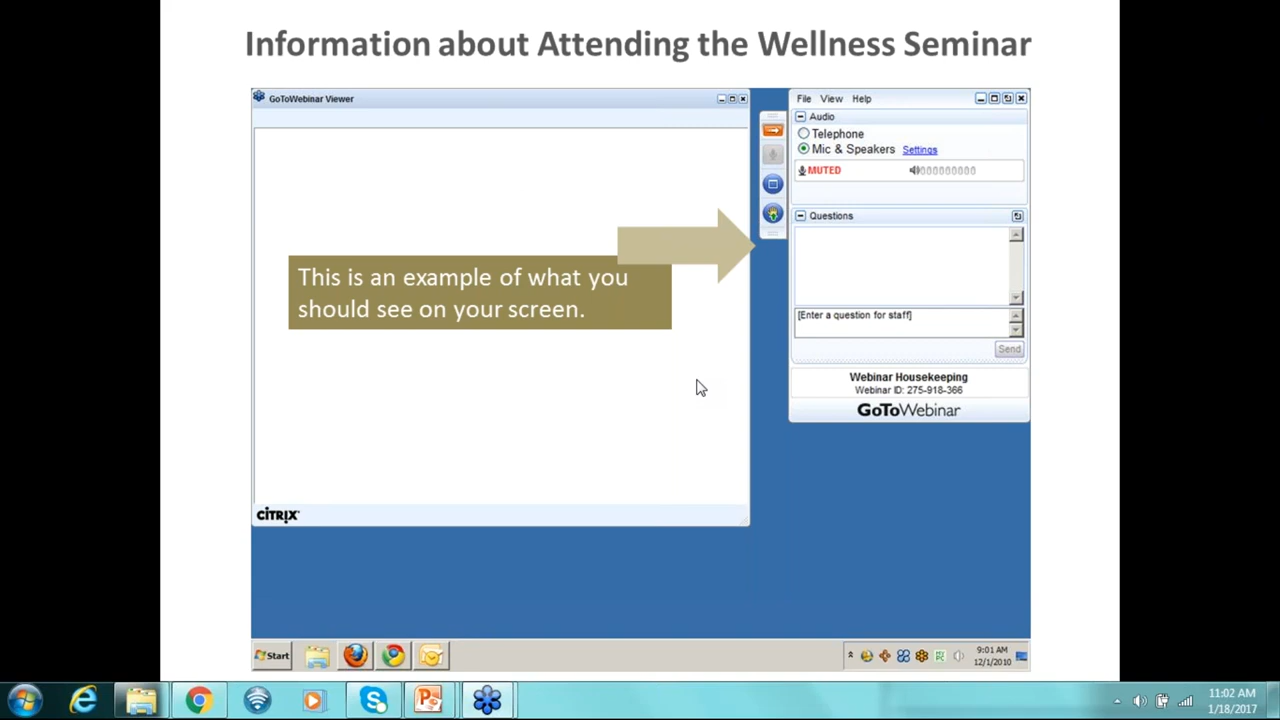 Information about Attending the Wellness Seminar
GoToWebinar Viewer
File View Help
Audio
Telephone
Mic & Speakers Settings
MUTED
Questions
This is an example of what you
should see on your screen.
[Enter a question for staff]
Send
Webinar Housekeeping
Webinar ID: 275-918-366
GoToWebinar
CITRIX
Start
9:01 AM
12/1/2010
11:02 AM
1/18/2017